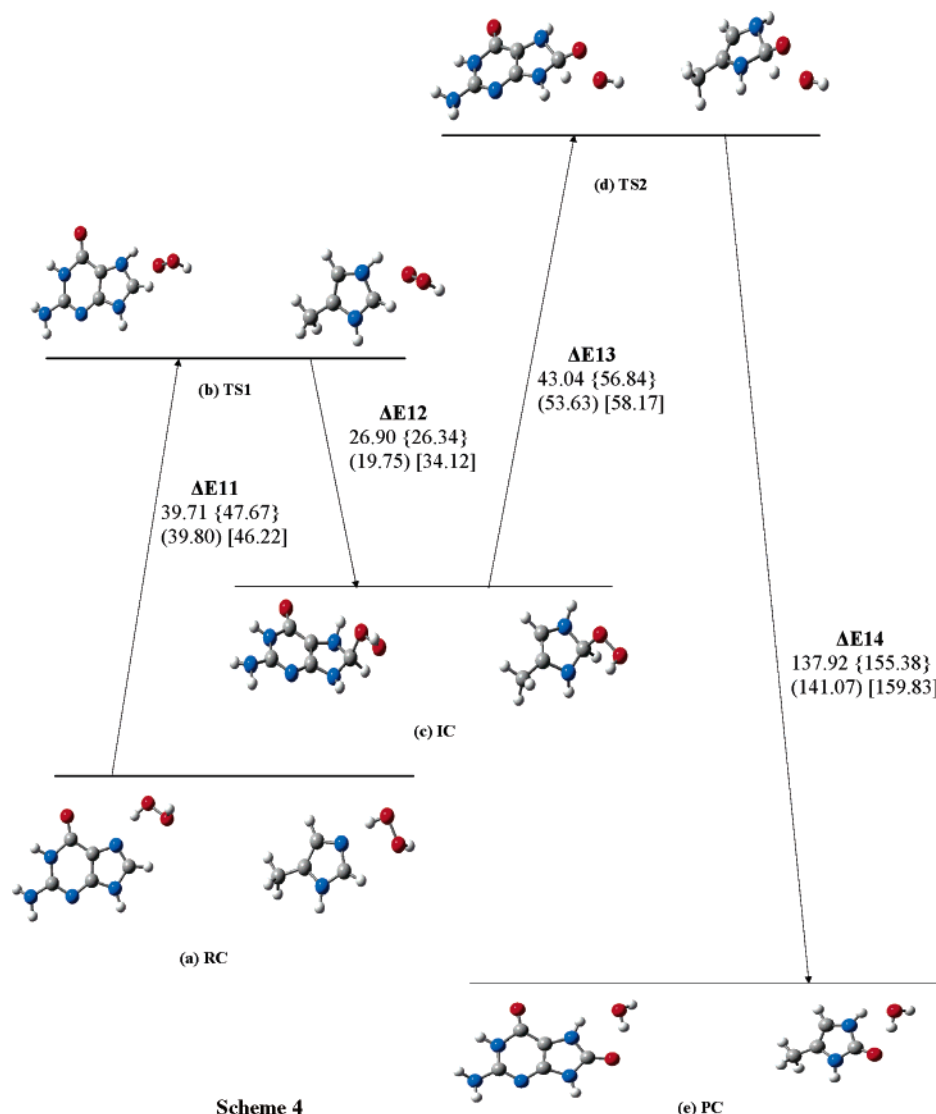 (d) TS2
(b) TS1
ΔE13
43.04 {56.84}
(53.63) [58.17]
ΔE12
26.90 {26.34}
(19.75) [34.12]
ΔE11
39.71 {47.67}
(39.80) [46.22]
ΔE14
137.92 {155.38}
(141.07) [159.83]
(c) IC
(a) RC
Scheme 4
(e) PC